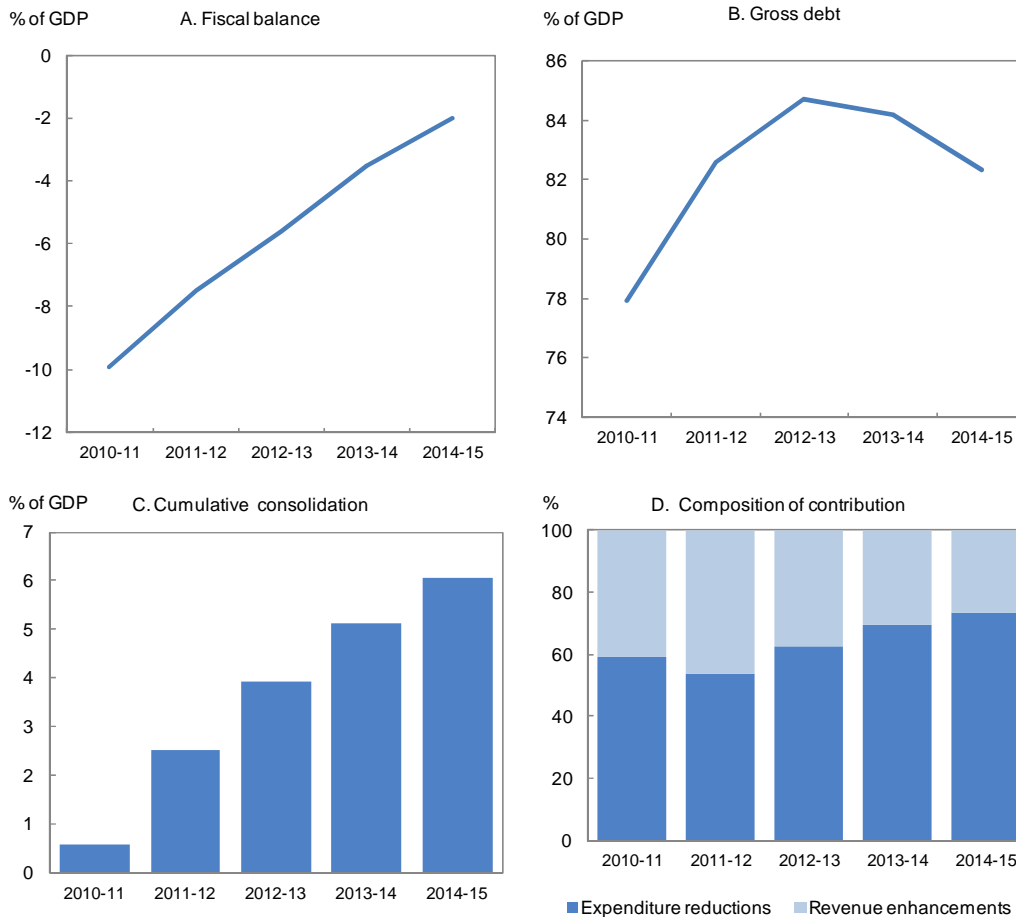 % of GDP
A. Fiscal balance
0
-2
-4
-6
-8
-10
-12
2010-11 2011-12 2012-13 2013-14 2014-15
% of GDP
B. Gross debt
86
84
82
80
78
76
74
2010-11 2011-12 2012-13 2013-14 2014-15
% of GDP
C. Cumulative consolidation
7
6
5
4
3
2
1
0
2010-11 2011-12 2012-13 2013-14 2014-15
%
D. Composition of contribution
100
80
60
40
20
0
2010-11 2011-12 2012-13 2013-14 2014-15
Expenditure reductions Revenue enhancements